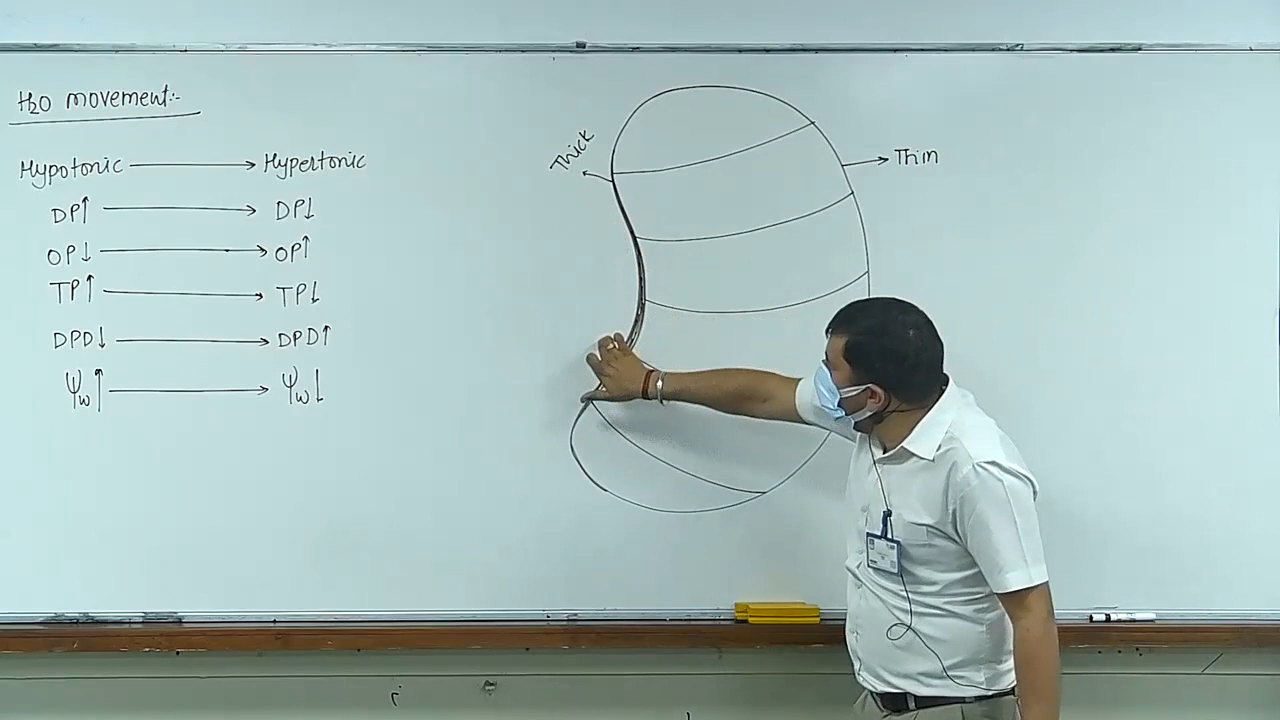 H2O movement:-
Hypotonic → Hypertonic
DP↑ → DP↓
OP↓ → OP↑
TP↑ → TP↓
DPD↓ → DPD↑
Ψw↑ → Ψw↓
Thick
Thin